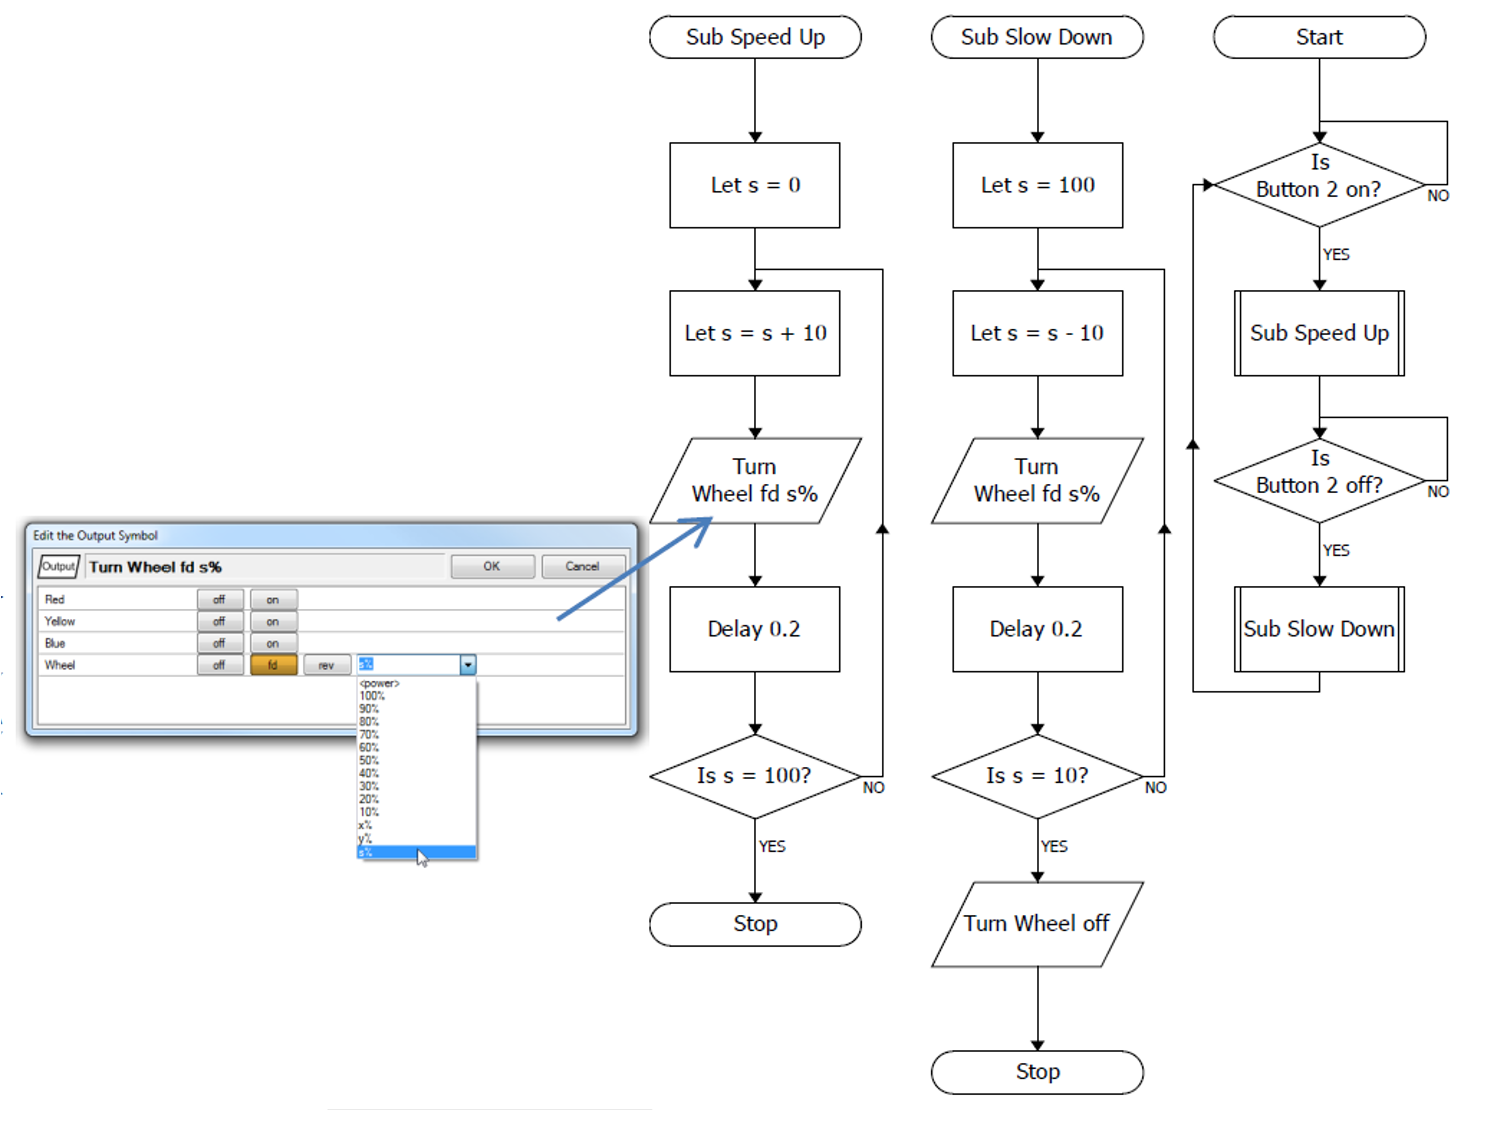 Sub Speed Up
Let s = 0
Let s = s + 10
Turn
Wheel fd s%
Delay 0.2
Is s = 100?
NO
YES
Stop
Sub Slow Down
Let s = 100
Let s = s - 10
Turn
Wheel fd s%
Delay 0.2
Is s = 10?
NO
YES
Turn Wheel off
Stop
Start
Is
Button 2 on?
NO
YES
Sub Speed Up
Is
Button 2 off?
NO
YES
Sub Slow Down
Edit the Output Symbol
Output Turn Wheel fd s% OK Cancel
Red off on
Yellow off on
Blue off on
Wheel off fd rev s%
<power>
100%
90%
80%
70%
60%
50%
40%
30%
20%
10%
x%
y%
s%